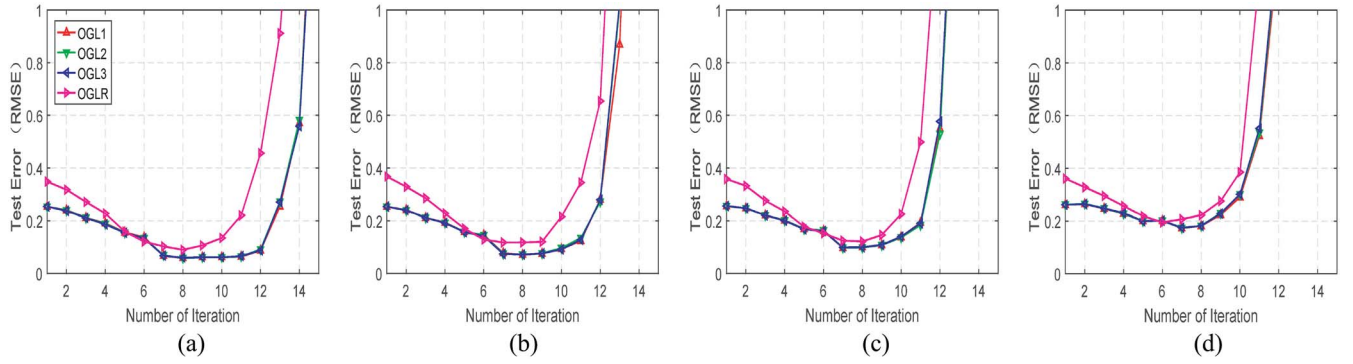 Test Error （RMSE）
1
0.8
0.6
0.4
0.2
0
OGL1
OGL2
OGL3
OGLR
2 4 6 8 10 12 14
Number of Iteration
(a)
Test Error （RMSE）
1
0.8
0.6
0.4
0.2
0
2 4 6 8 10 12 14
Number of Iteration
(b)
Test Error （RMSE）
1
0.8
0.6
0.4
0.2
0
2 4 6 8 10 12 14
Number of Iteration
(c)
Test Error （RMSE）
1
0.8
0.6
0.4
0.2
0
2 4 6 8 10 12 14
Number of Iteration
(d)